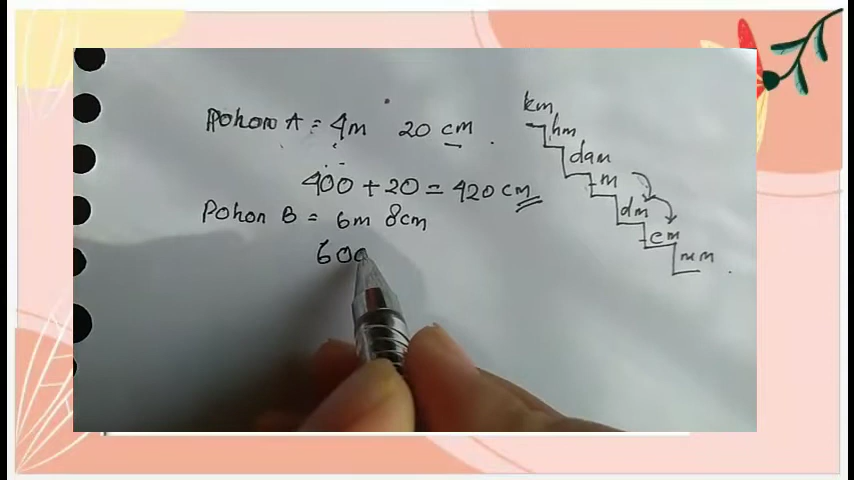 Pohon A = 4m 20 cm
400 + 20 = 420 cm
Pohon B = 6m 8cm
600
km
hm
dam
m
dm
cm
mm